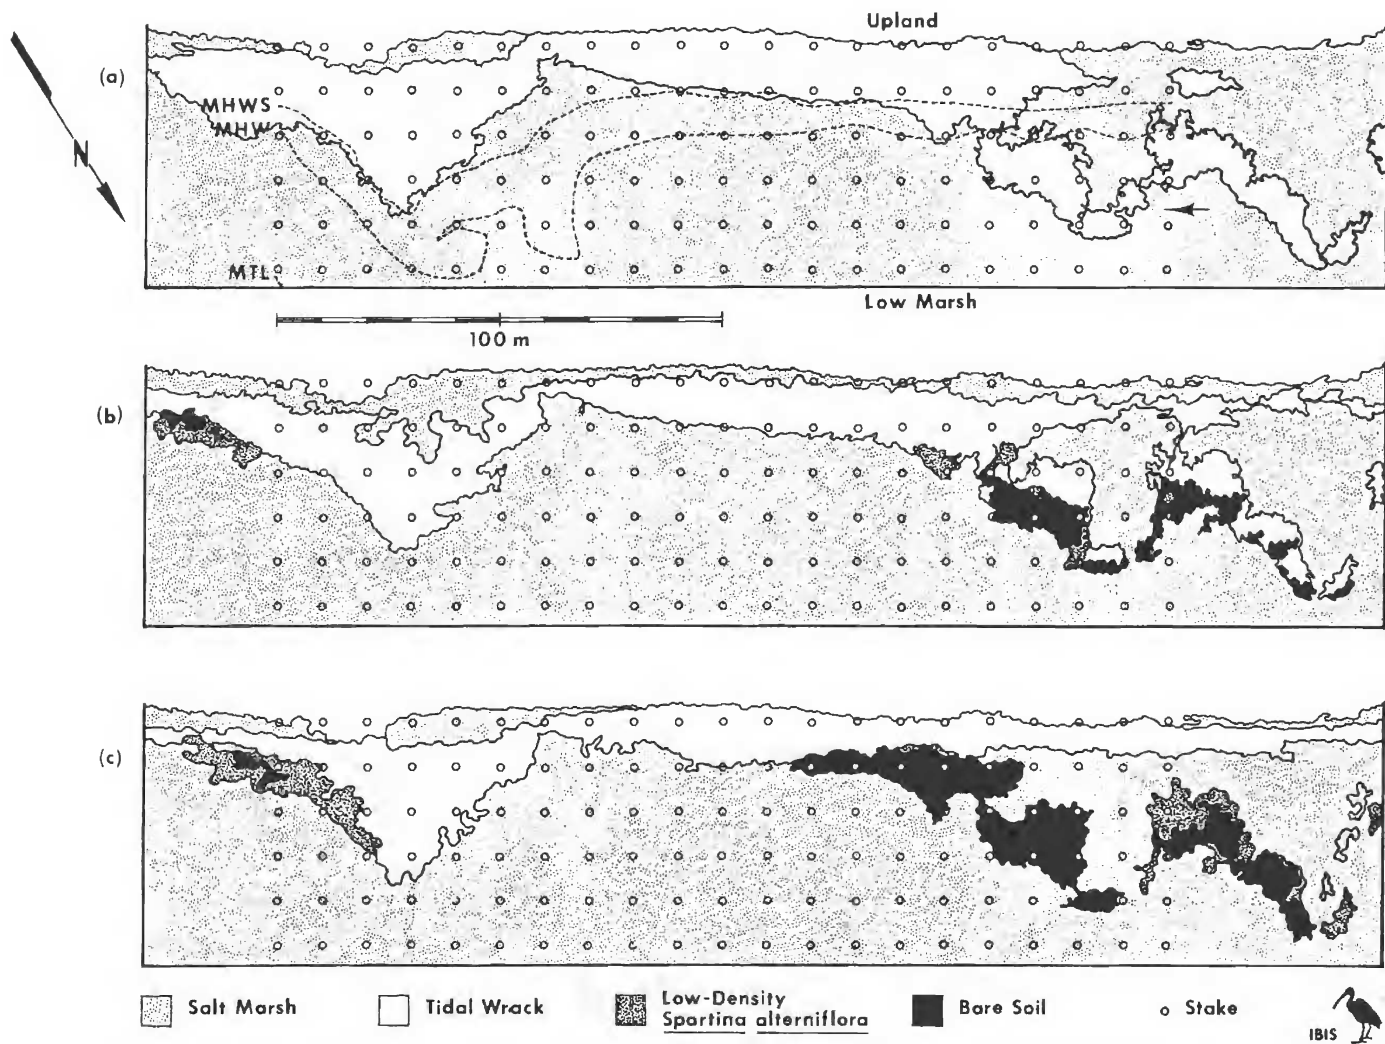 Upland
(a)
MHWS
MHW
N
MTL
Low Marsh
100 m
(b)
(c)
Salt Marsh
Tidal Wrack
Low-Density
Spartina alterniflora
Bare Soil
Stake
IBIS